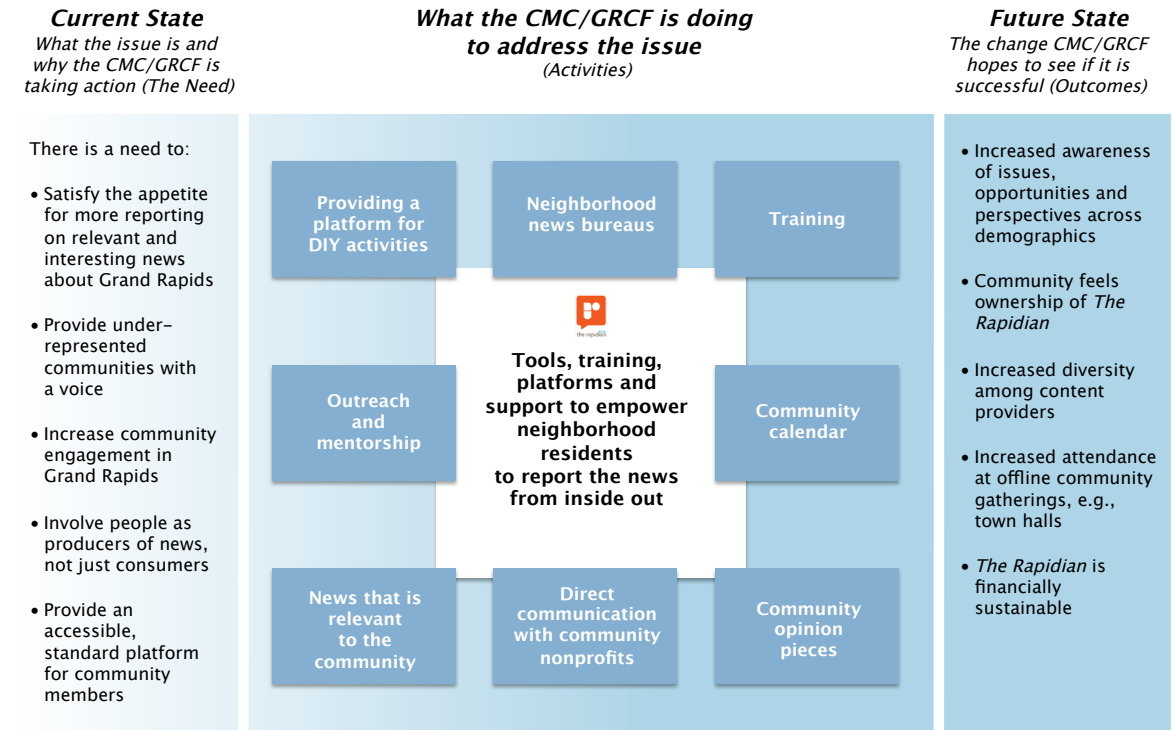 Current State
What the issue is and
why the CMC/GRCF is
taking action (The Need)
What the CMC/GRCF is doing
to address the issue
(Activities)
Future State
The change CMC/GRCF
hopes to see if it is
successful (Outcomes)
There is a need to:
• Satisfy the appetite
for more reporting
on relevant and
interesting news
about Grand Rapids
• Provide under-
represented
communities with
a voice
• Increase community
engagement in
Grand Rapids
• Involve people as
producers of news,
not just consumers
• Provide an
accessible,
standard platform
for community
members
Providing a
platform for
DIY activities
Neighborhood
news bureaus
Training
Outreach
and
mentorship
the rapidian
Tools, training,
platforms and
support to empower
neighborhood
residents
to report the news
from inside out
Community
calendar
News that is
relevant
to the
community
Direct
communication
with community
nonprofits
Community
opinion
pieces
• Increased awareness
of issues,
opportunities and
perspectives across
demographics
• Community feels
ownership of The
Rapidian
• Increased diversity
among content
providers
• Increased attendance
at offline community
gatherings, e.g.,
town halls
• The Rapidian is
financially
sustainable